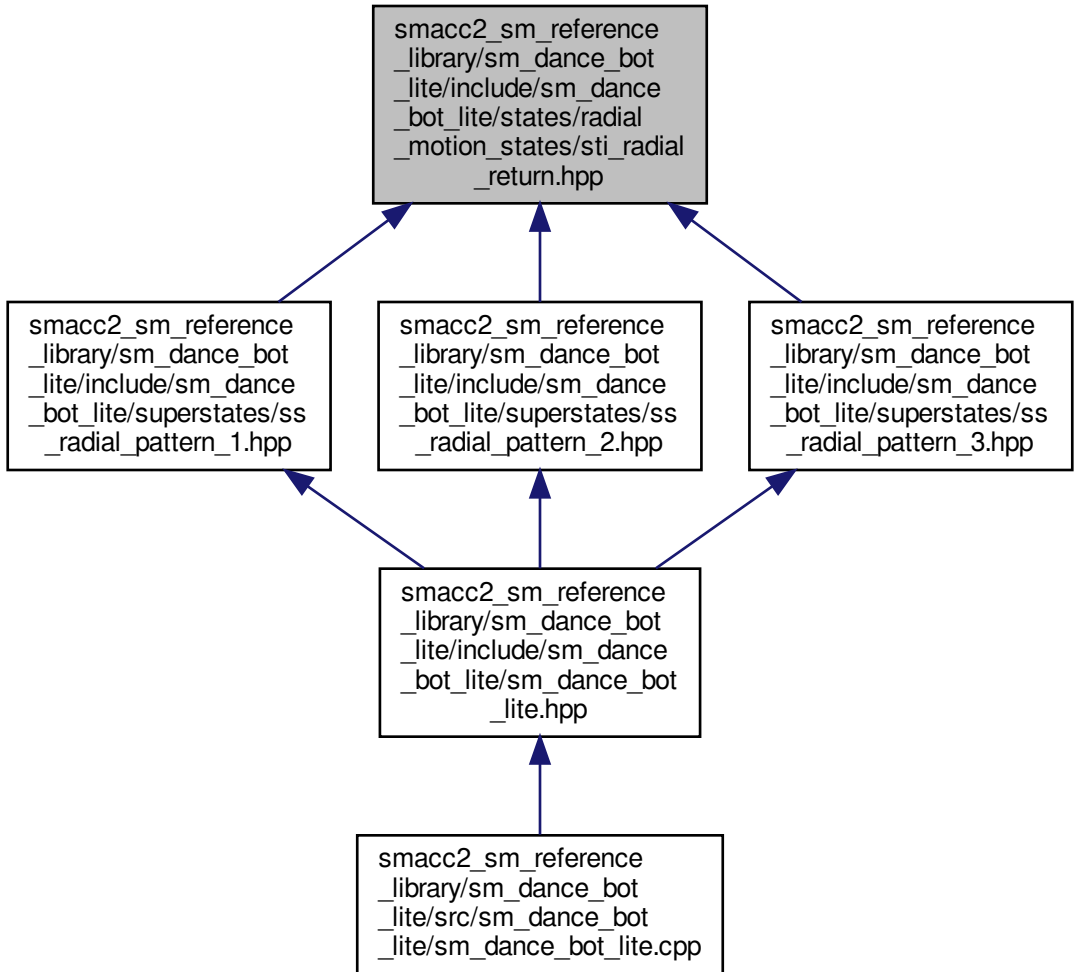 smacc2_sm_reference
_library/sm_dance_bot
_lite/include/sm_dance
_bot_lite/states/radial
_motion_states/sti_radial
_return.hpp
smacc2_sm_reference
_library/sm_dance_bot
_lite/include/sm_dance
_bot_lite/superstates/ss
_radial_pattern_1.hpp
smacc2_sm_reference
_library/sm_dance_bot
_lite/include/sm_dance
_bot_lite/superstates/ss
_radial_pattern_2.hpp
smacc2_sm_reference
_library/sm_dance_bot
_lite/include/sm_dance
_bot_lite/superstates/ss
_radial_pattern_3.hpp
smacc2_sm_reference
_library/sm_dance_bot
_lite/include/sm_dance
_bot_lite/sm_dance_bot
_lite.hpp
smacc2_sm_reference
_library/sm_dance_bot
_lite/src/sm_dance_bot
_lite/sm_dance_bot_lite.cpp